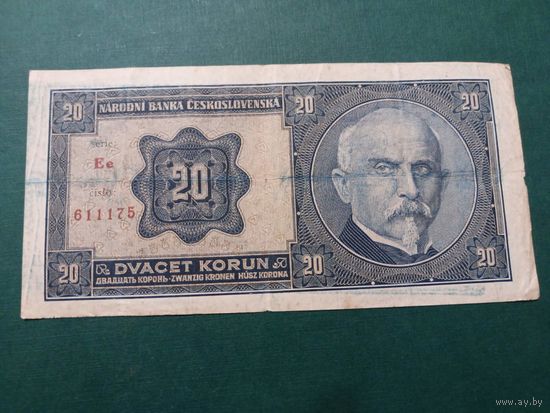 20 NÁRODNÍ BANKA ČESKOSLOVENSKÁ 20 20
serie:
Ee
20
číslo:
611175
20 DVACET KORUN 20 20
ДВАДЦАТЬ КОРОНЬ-ZWANZIG KRONEN-HÚSZ KORONA
www.ay.by